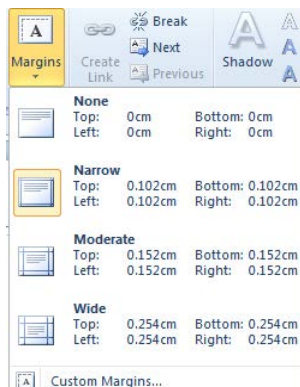 A Break A
Next A
Margins Create Link Previous Shadow A
None
Top: 0cm Bottom: 0cm
Left: 0cm Right: 0cm
Narrow
Top: 0.102cm Bottom: 0.102cm
Left: 0.102cm Right: 0.102cm
Moderate
Top: 0.152cm Bottom: 0.152cm
Left: 0.152cm Right: 0.152cm
Wide
Top: 0.254cm Bottom: 0.254cm
Left: 0.254cm Right: 0.254cm
A Custom Margins...